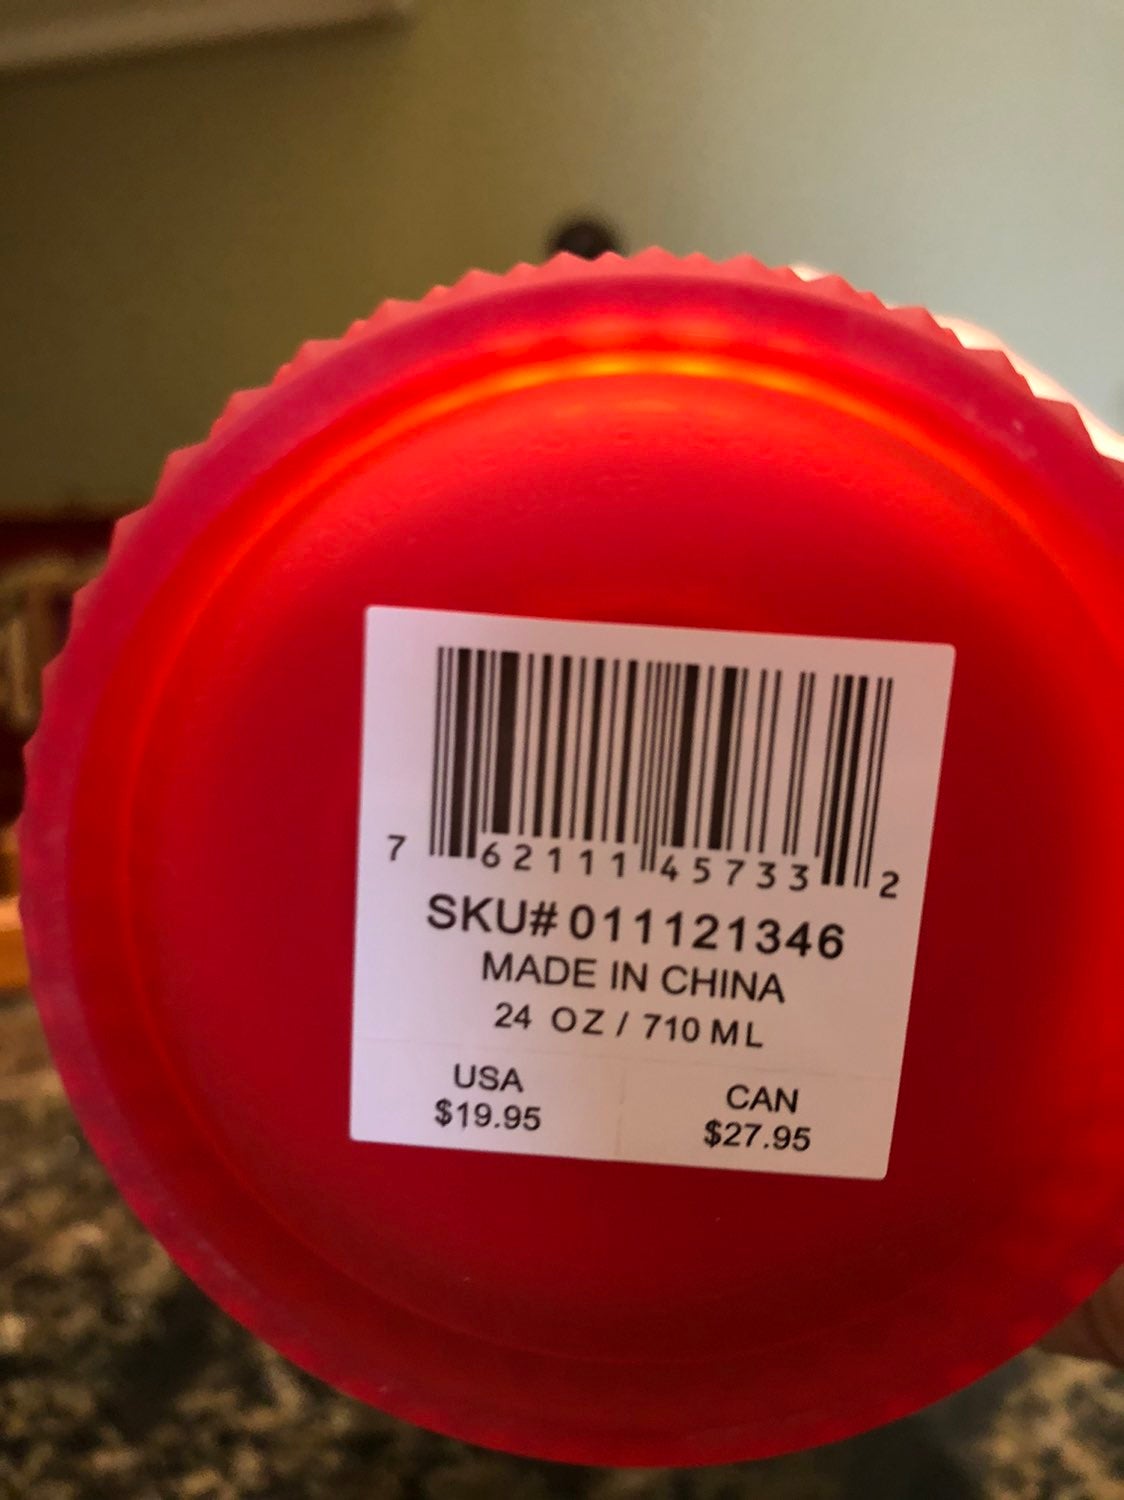 7 62111 45733 2
SKU# 011121346
MADE IN CHINA
24 OZ / 710 ML
USA CAN
$19.95 $27.95